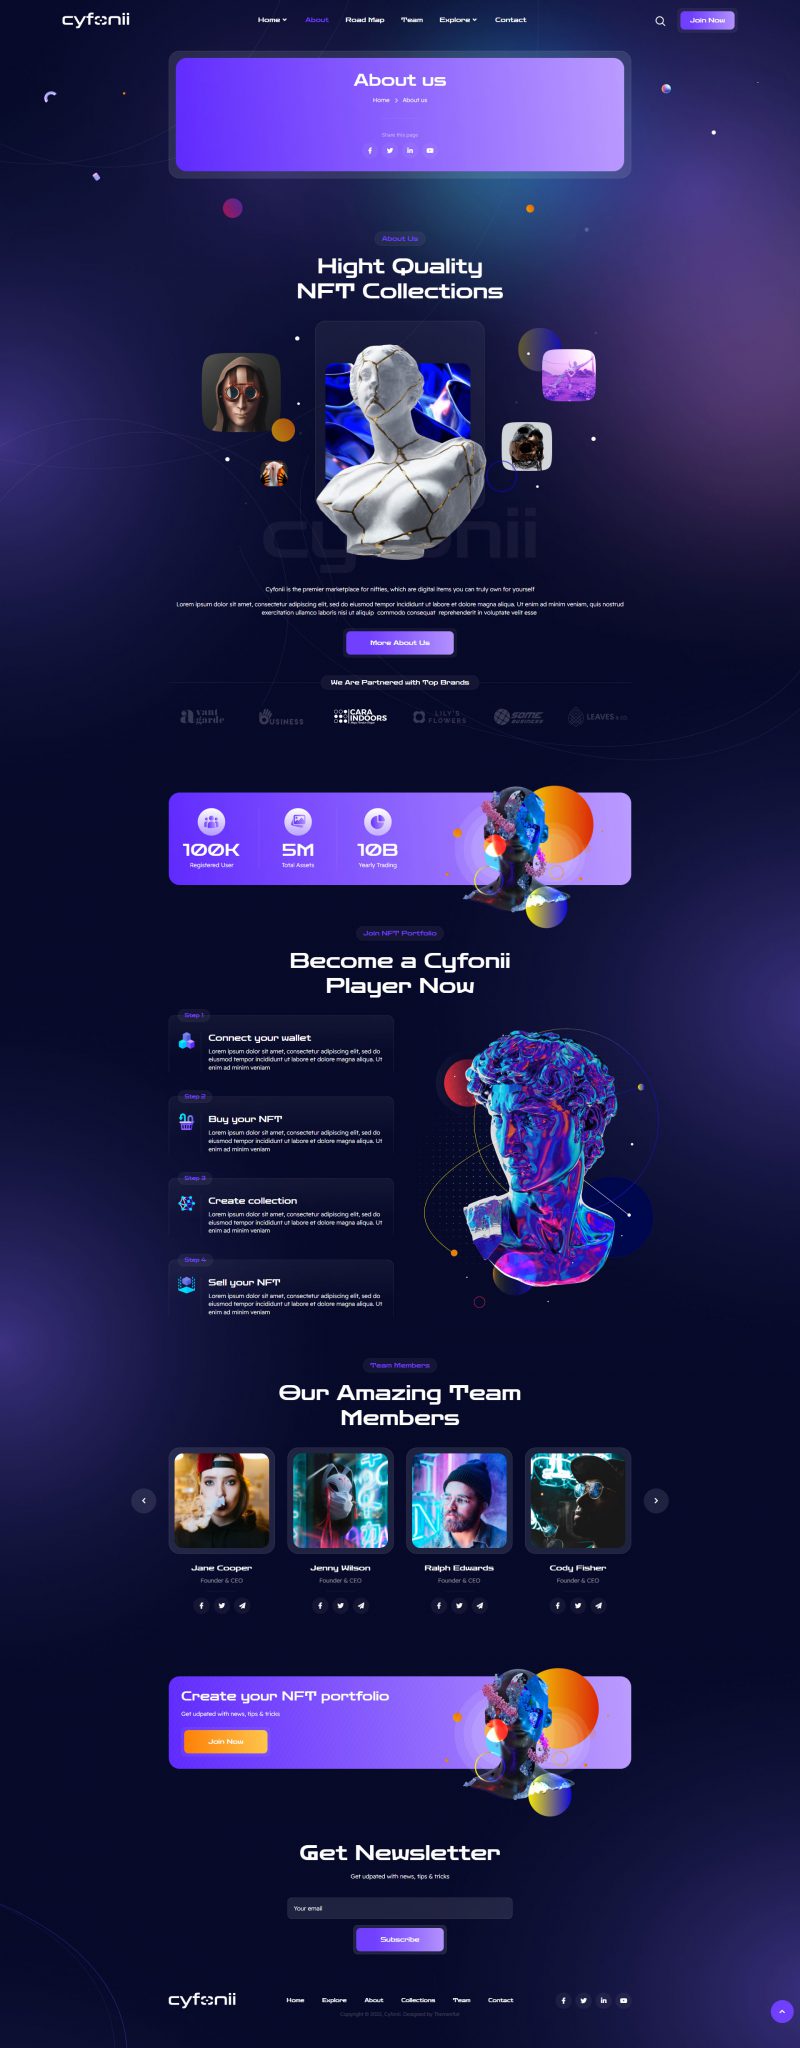 cyfonii
Home About Road Map Team Explore Contact
Join Now
About us
Home > About us
Share this page
About Us
Hight Quality
NFT Collections
cyfonii
Cyfonii is the premier marketplace for nifties, which are digital items you can truly own for yourself
Lorem ipsum dolor sit amet, consectetur adipiscing elit, sed do eiusmod tempor incididunt ut labore et dolore magna aliqua. Ut enim ad minim veniam, quis nostrud
exercitation ullamco laboris nisi ut aliquip commodo consequat reprehenderit in voluptate velit esse
More About Us
We Are Partnered with Top Brands
avant
garde
BUSINESS
CARA
INDOORS
LILY'S
FLOWERS
SOME
BUSINESS
LEAVES & CO
100K
Registered User
5M
Total Assets
10B
Yearly Trading
Join NFT Portfolio
Become a Cyfonii
Player Now
Step 1
Connect your wallet
Lorem ipsum dolor sit amet, consectetur adipiscing elit, sed do
eiusmod tempor incididunt ut labore et dolore magna aliqua. Ut
enim ad minim veniam
Step 2
Buy your NFT
Lorem ipsum dolor sit amet, consectetur adipiscing elit, sed do
eiusmod tempor incididunt ut labore et dolore magna aliqua. Ut
enim ad minim veniam
Step 3
Create collection
Lorem ipsum dolor sit amet, consectetur adipiscing elit, sed do
eiusmod tempor incididunt ut labore et dolore magna aliqua. Ut
enim ad minim veniam
Step 4
Sell your NFT
Lorem ipsum dolor sit amet, consectetur adipiscing elit, sed do
eiusmod tempor incididunt ut labore et dolore magna aliqua. Ut
enim ad minim veniam
Team Members
Our Amazing Team
Members
Jane Cooper
Founder & CEO
Jenny Wilson
Founder & CEO
Ralph Edwards
Founder & CEO
Cody Fisher
Founder & CEO
Create your NFT portfolio
Get udpated with news, tips & tricks
Join Now
Get Newsletter
Get udpated with news, tips & tricks
Your email
Subscribe
cyfonii
Home Explore About Collections Team Contact
Cyfonii. Designed by